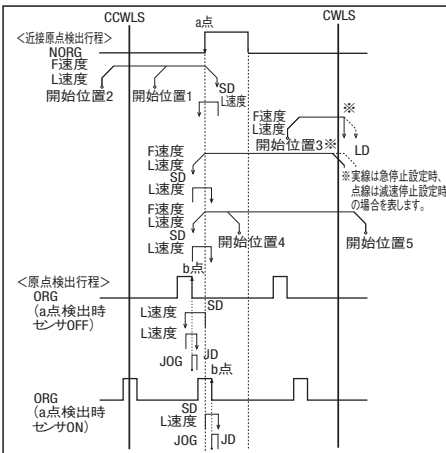 CCWLS
a点
CWLS
<近接原点検出行程>
NORG
F速度
L速度
SD
L速度
開始位置2
開始位置1
F速度
L速度
※
開始位置3※
LD
F速度
L速度
SD
L速度
※実線は急停止設定時、
点線は減速停止設定時
の場合を表します。
F速度
L速度
SD
L速度
開始位置4
開始位置5
b点
<原点検出行程>
ORG
(a点検出時
センサOFF)
SD
L速度
L速度
JOG
JD
b点
ORG
(a点検出時
センサON)
SD
L速度
JOG
JD